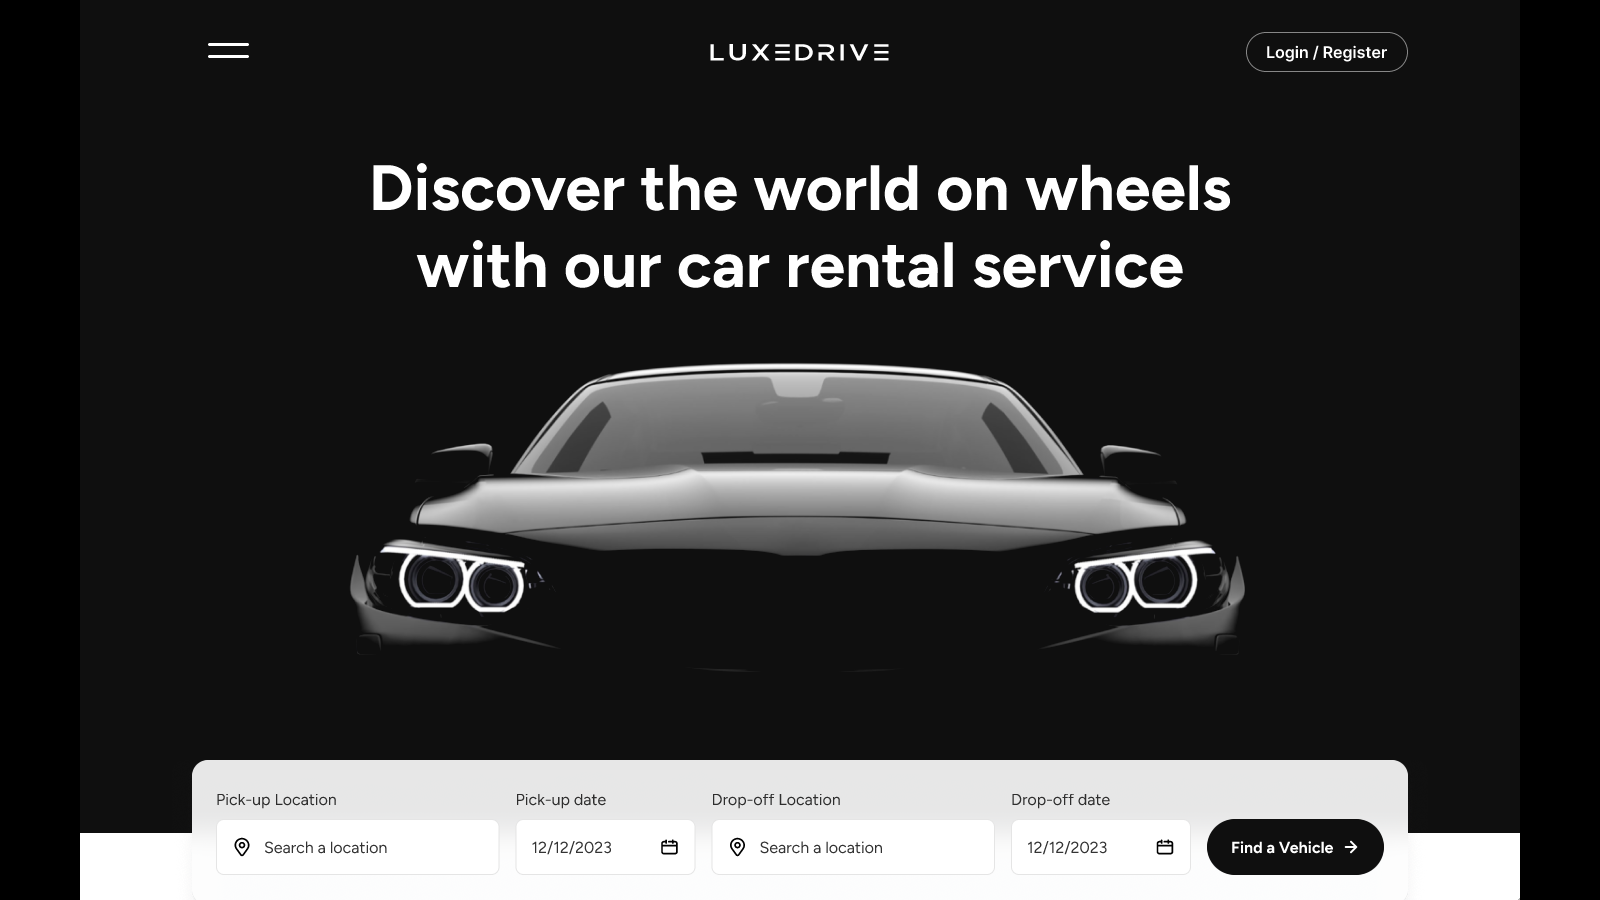 LUXEDRIVE
Login / Register
Discover the world on wheels
with our car rental service
Pick-up Location
Search a location
Pick-up date
12/12/2023
Drop-off Location
Search a location
Drop-off date
12/12/2023
Find a Vehicle